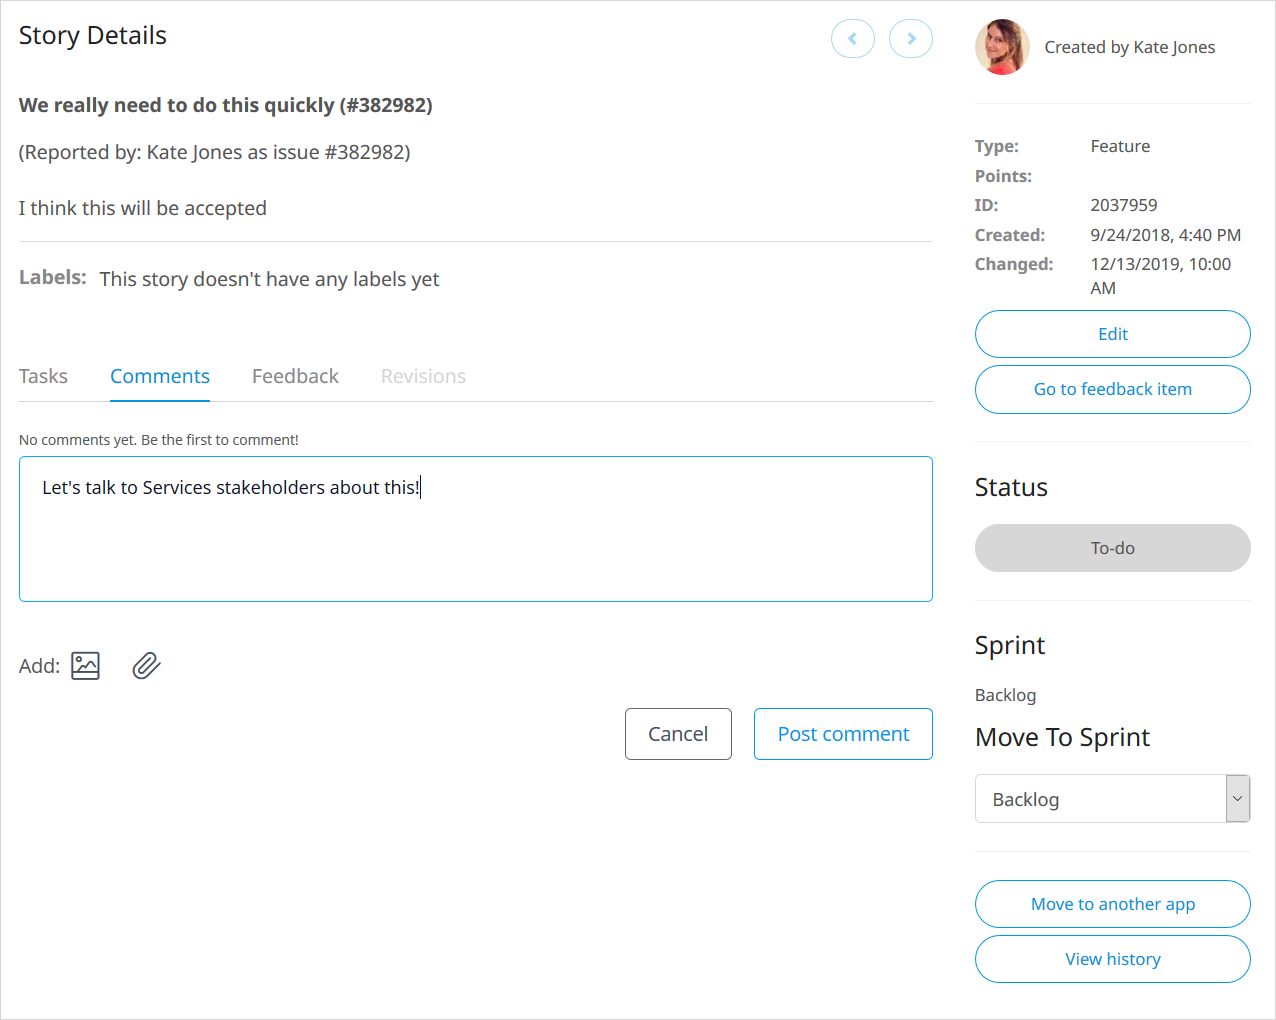 Story Details
We really need to do this quickly (#382982)
(Reported by: Kate Jones as issue #382982)
I think this will be accepted
Labels: This story doesn't have any labels yet
Tasks Comments Feedback Revisions
No comments yet. Be the first to comment!
Let's talk to Services stakeholders about this!
Add:
Cancel Post comment
Created by Kate Jones
Type: Feature
Points:
ID: 2037959
Created: 9/24/2018, 4:40 PM
Changed: 12/13/2019, 10:00
AM
Edit
Go to feedback item
Status
To-do
Sprint
Backlog
Move To Sprint
Backlog
Move to another app
View history